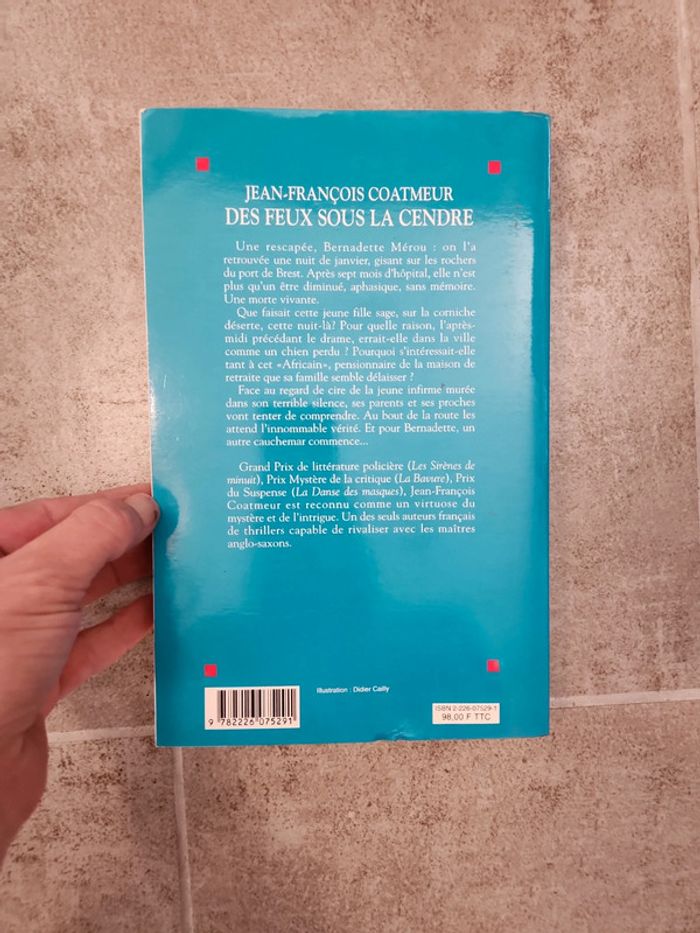 JEAN-FRANÇOIS COATMEUR
DES FEUX SOUS LA CENDRE
Une rescapée, Bernadette Mérou : on l'a
retrouvée une nuit de janvier, gisant sur les rochers
du port de Brest. Après sept mois d'hôpital, elle n'est
plus qu'un être diminué, aphasique, sans mémoire.
Une morte vivante.
Que faisait cette jeune fille sage, sur la corniche
déserte, cette nuit-là? Pour quelle raison, l'après-
midi précédant le drame, errait-elle dans la ville
comme un chien perdu ? Pourquoi s'intéressait-elle
tant à cet «Africain», pensionnaire de la maison de
retraite que sa famille semble délaisser ?
Face au regard de cire de la jeune infirme murée
dans son terrible silence, ses parents et ses proches
vont tenter de comprendre. Au bout de la route les
attend l'innommable vérité. Et pour Bernadette, un
autre cauchemar commence...
Grand Prix de littérature policière (Les Sirènes de
minuit), Prix Mystère de la critique (La Bavure), Prix
du Suspense (La Danse des masques), Jean-François
Coatmeur est reconnu comme un virtuose du
mystère et de l'intrigue. Un des seuls auteurs français
de thrillers capable de rivaliser avec les maîtres
anglo-saxons.
Illustration : Didier Cailly
9 782226 075291
ISBN 2-226-07529-1
98,00 F TTC